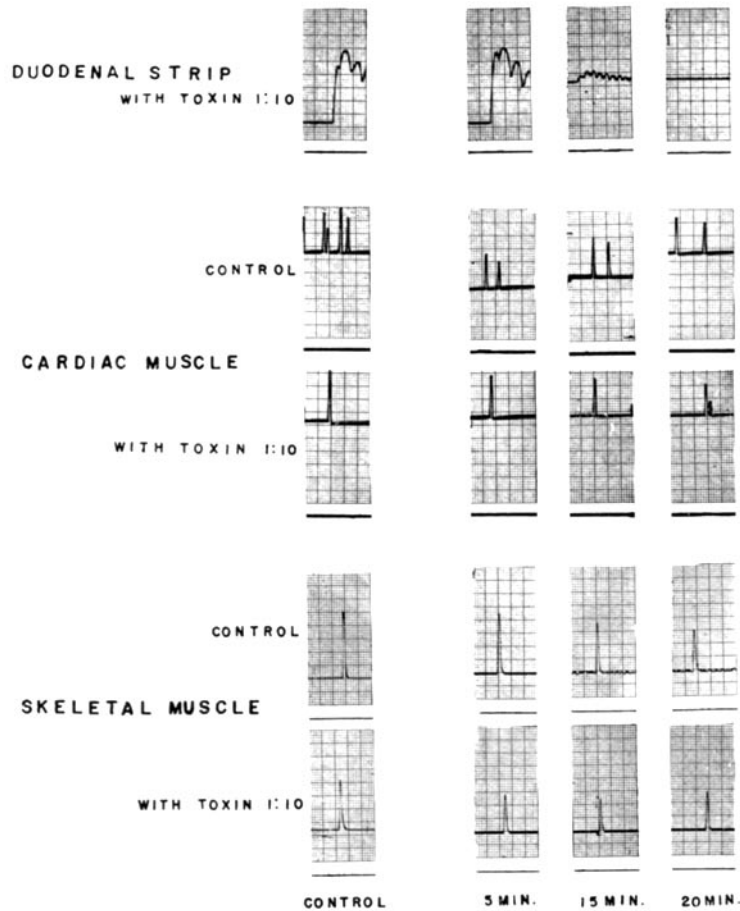 DUODENAL STRIP
WITH TOXIN 1:10
CONTROL
CARDIAC MUSCLE
WITH TOXIN 1:10
CONTROL
SKELETAL MUSCLE
WITH TOXIN 1:10
CONTROL 5 MIN. 15 MIN. 20 MIN.